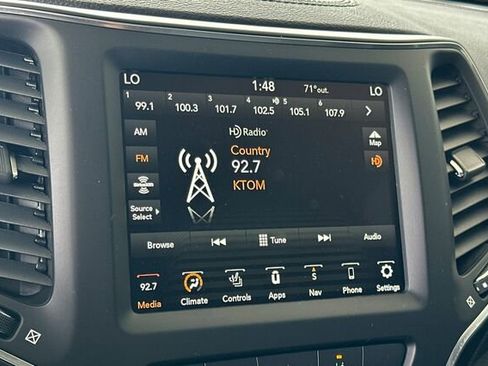 LO 1:48 71°out. LO
1 99.1 2 100.3 3 101.7 4 102.5 5 105.1 6 107.9
AM
HD Radio
Map
FM
Country
92.7
HD
SiriusXM
KTOM
Source
Select
Browse Tune Audio
92.7 S
Media Climate Controls Apps Nav Phone Settings